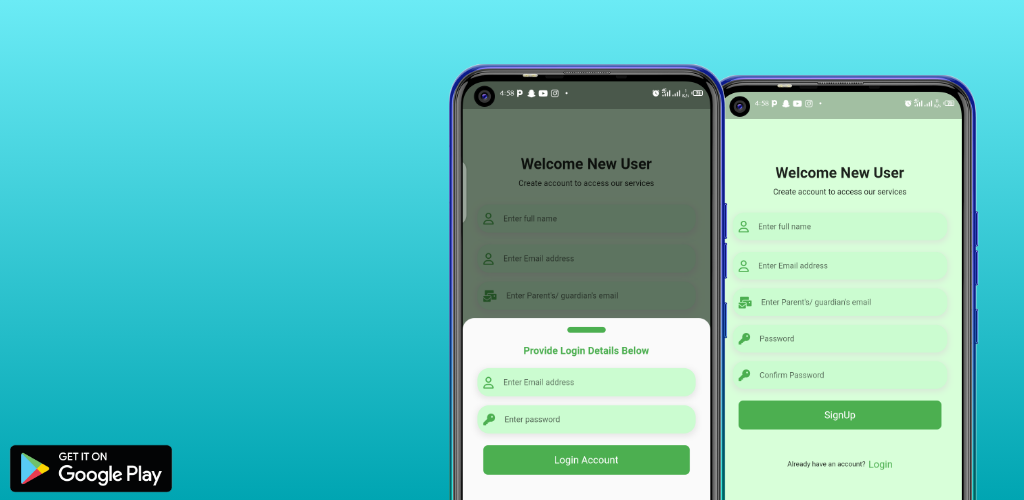 4:58
Welcome New User
Create account to access our services
Enter full name
Enter Email address
Enter Parent's/ guardian's email
Provide Login Details Below
Enter Email address
Enter password
Login Account
4:58
Welcome New User
Create account to access our services
Enter full name
Enter Email address
Enter Parent's/ guardian's email
Password
Confirm Password
SignUp
Already have an account? Login
GET IT ON
Google Play